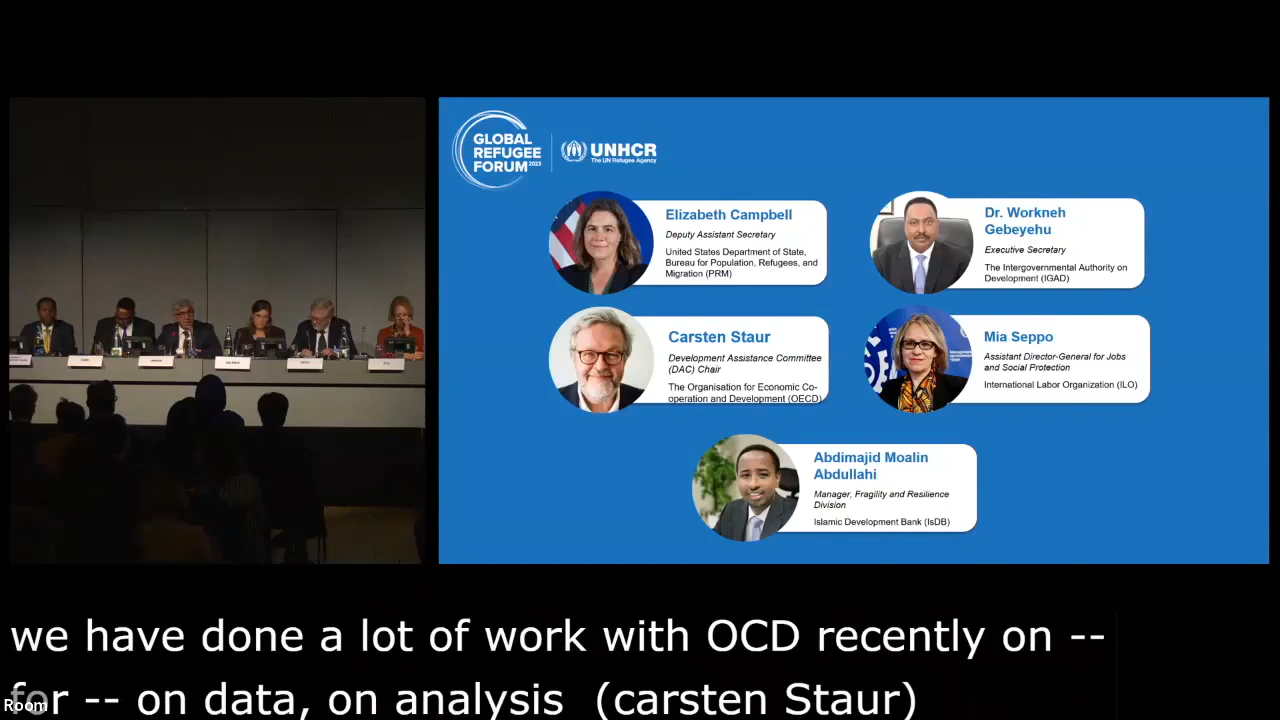 GLOBAL
REFUGEE
FORUM 2023
UNHCR
The UN Refugee Agency
Elizabeth Campbell
Deputy Assistant Secretary
United States Department of State,
Bureau for Population, Refugees, and
Migration (PRM)
Dr. Workneh
Gebeyehu
Executive Secretary
The Intergovernmental Authority on
Development (IGAD)
Carsten Staur
Development Assistance Committee
(DAC) Chair
The Organisation for Economic Co-
operation and Development (OECD)
Mia Seppo
Assistant Director-General for Jobs
and Social Protection
International Labor Organization (ILO)
Abdimajid Moalin
Abdullahi
Manager, Fragility and Resilience
Division
Islamic Development Bank (IsDB)
we have done a lot of work with OCD recently on --
for -- on data, on analysis (carsten Staur)
Room